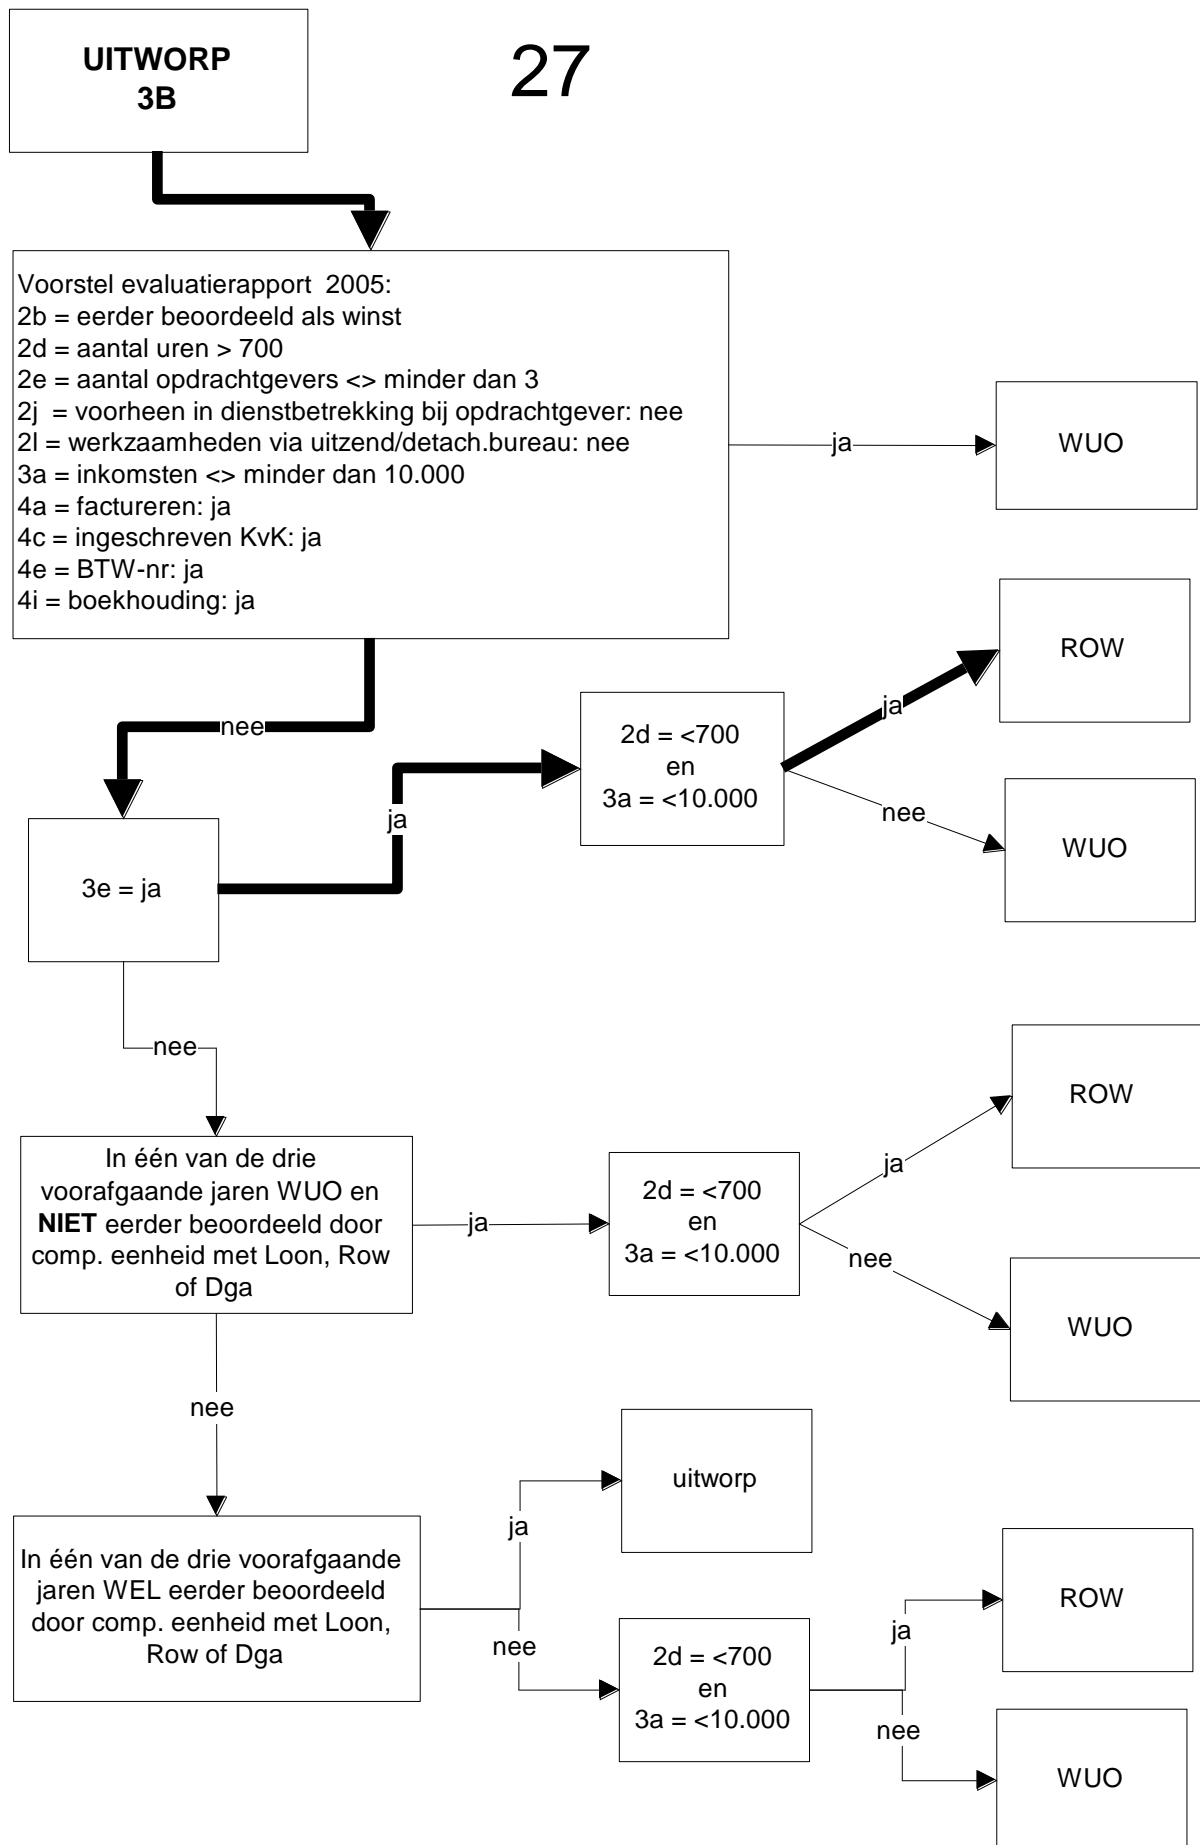 UITWORP
3B
27
Voorstel evaluatierapport 2005:
2b = eerder beoordeeld als winst
2d = aantal uren > 700
2e = aantal opdrachtgevers <> minder dan 3
2j = voorheen in dienstbetrekking bij opdrachtgever: nee
2l = werkzaamheden via uitzend/detach.bureau: nee
3a = inkomsten <> minder dan 10.000
4a = factureren: ja
4c = ingeschreven KvK: ja
4e = BTW-nr: ja
4i = boekhouding: ja
ja
WUO
nee
3e = ja
ja
2d = <700
en
3a = <10.000
ja
ROW
nee
WUO
nee
In één van de drie
voorafgaande jaren WUO en
NIET eerder beoordeeld door
comp. eenheid met Loon, Row
of Dga
ja
2d = <700
en
3a = <10.000
ja
ROW
nee
WUO
nee
In één van de drie voorafgaande
jaren WEL eerder beoordeeld
door comp. eenheid met Loon,
Row of Dga
ja
uitworp
nee
2d = <700
en
3a = <10.000
ja
ROW
nee
WUO